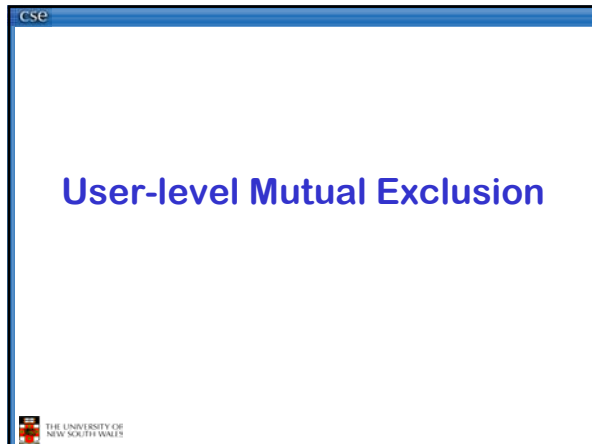 cse
User-level Mutual Exclusion
THE UNIVERSITY OF
NEW SOUTH WALES